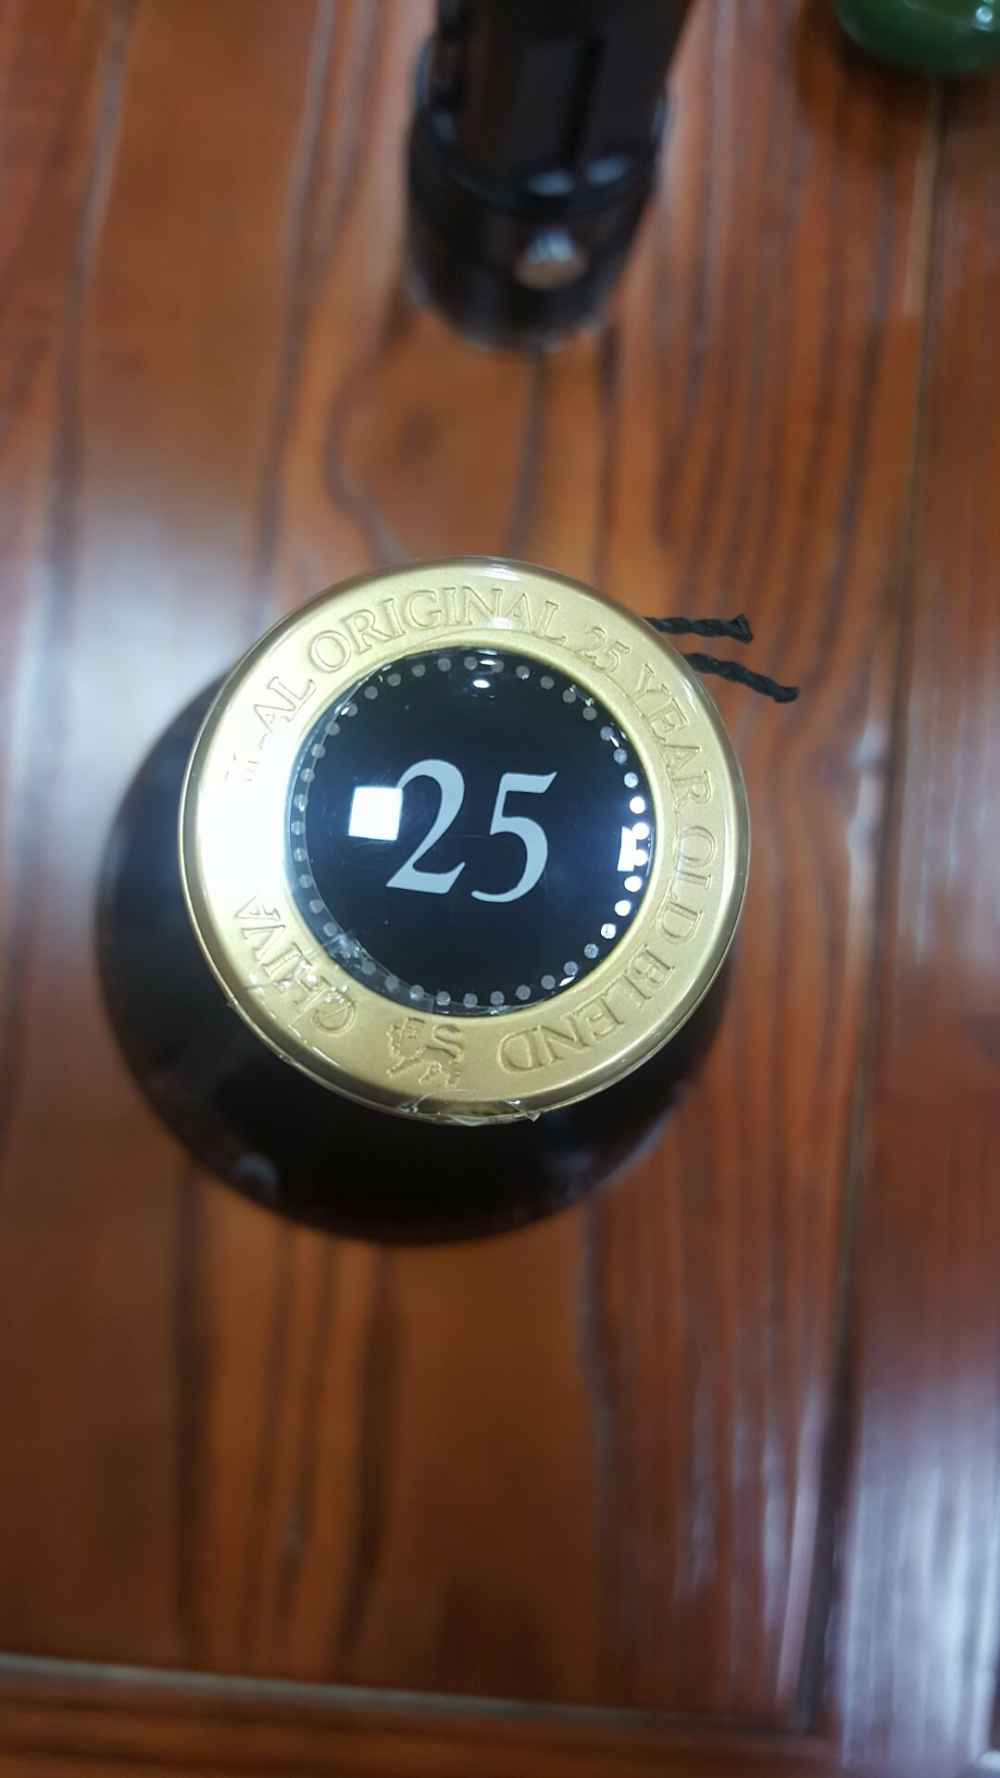 CHIVA
AL ORIGINAL 25 YEAR OLD BLEND
25